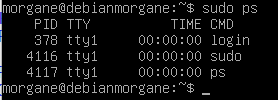 morgane@debianmorgane:~$ sudo ps
    PID TTY          TIME CMD
    378 tty1     00:00:00 login
   4116 tty1     00:00:00 sudo
   4117 tty1     00:00:00 ps
morgane@debianmorgane:~$ _